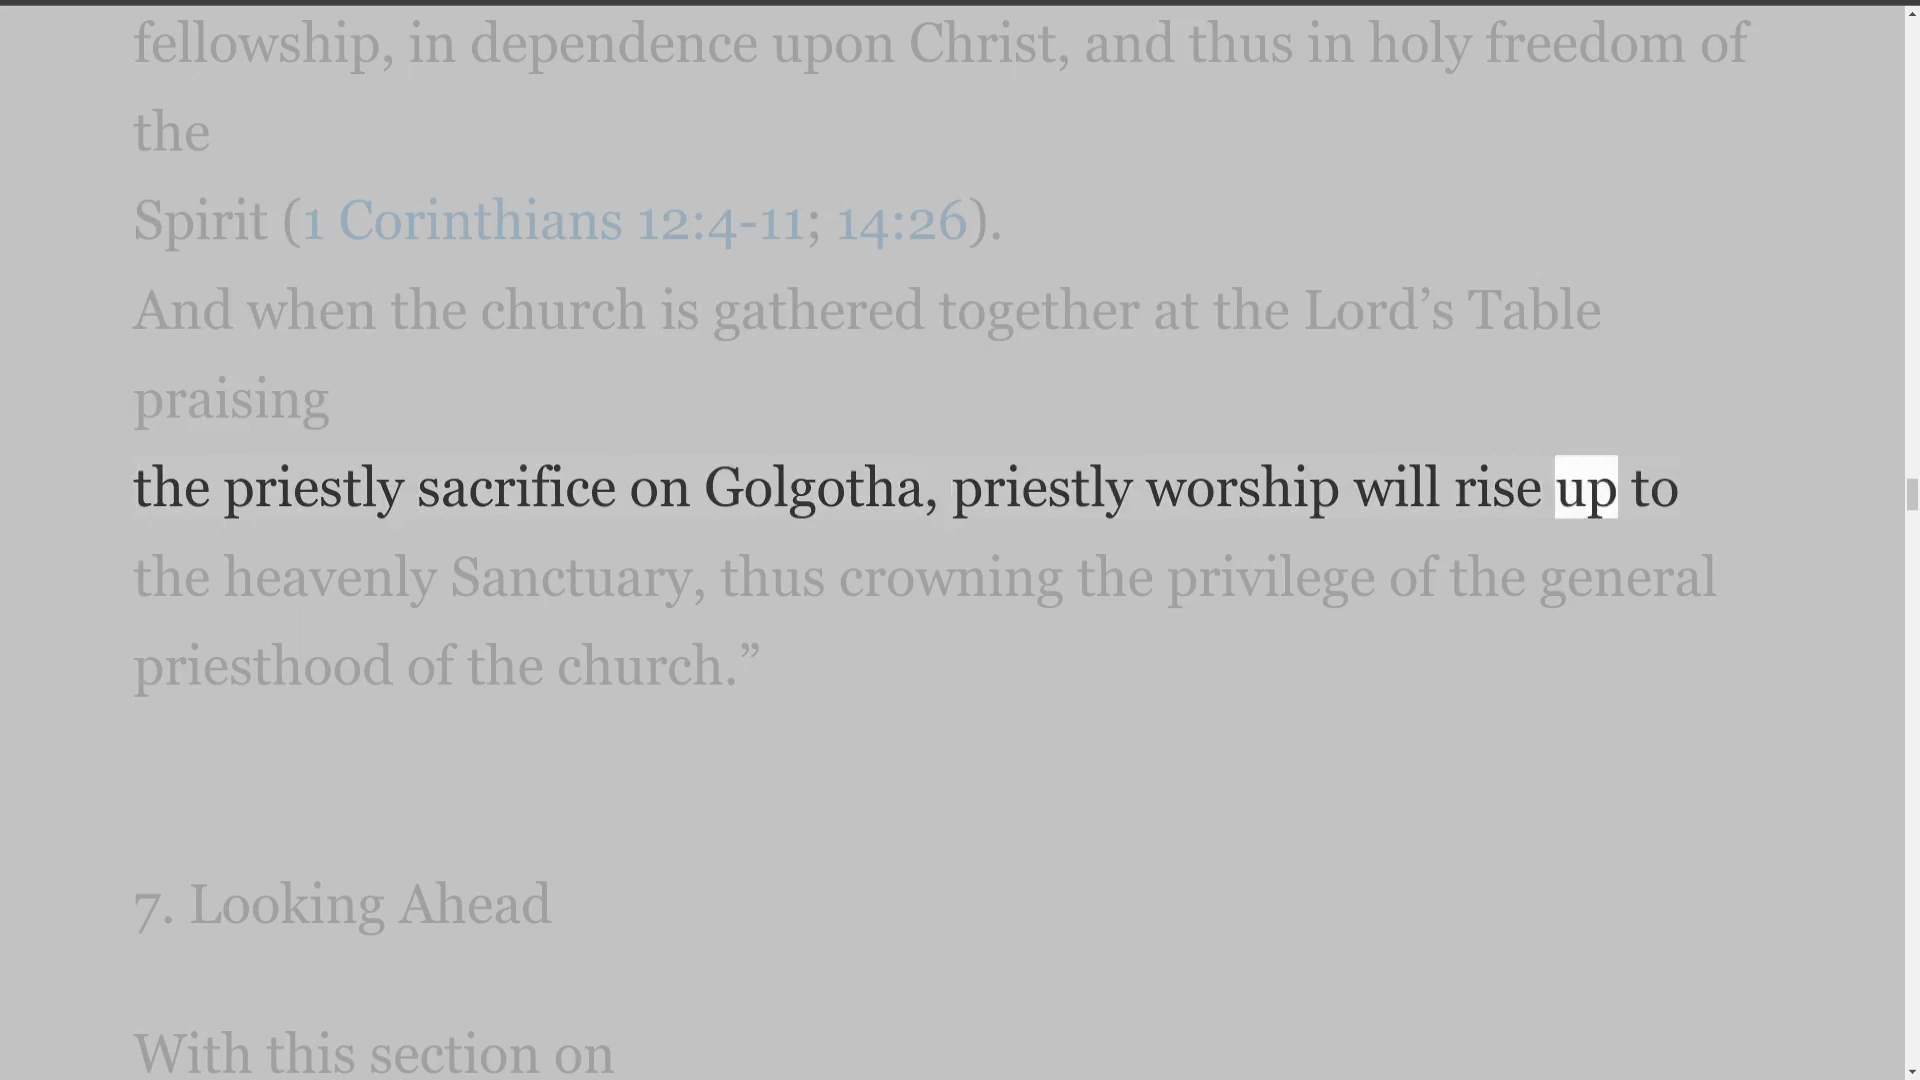 fellowship, in dependence upon Christ, and thus in holy freedom of
the
Spirit (1 Corinthians 12:4-11; 14:26).
And when the church is gathered together at the Lord’s Table
praising
the priestly sacrifice on Golgotha, priestly worship will rise up to
the heavenly Sanctuary, thus crowning the privilege of the general
priesthood of the church.”
7. Looking Ahead
With this section on